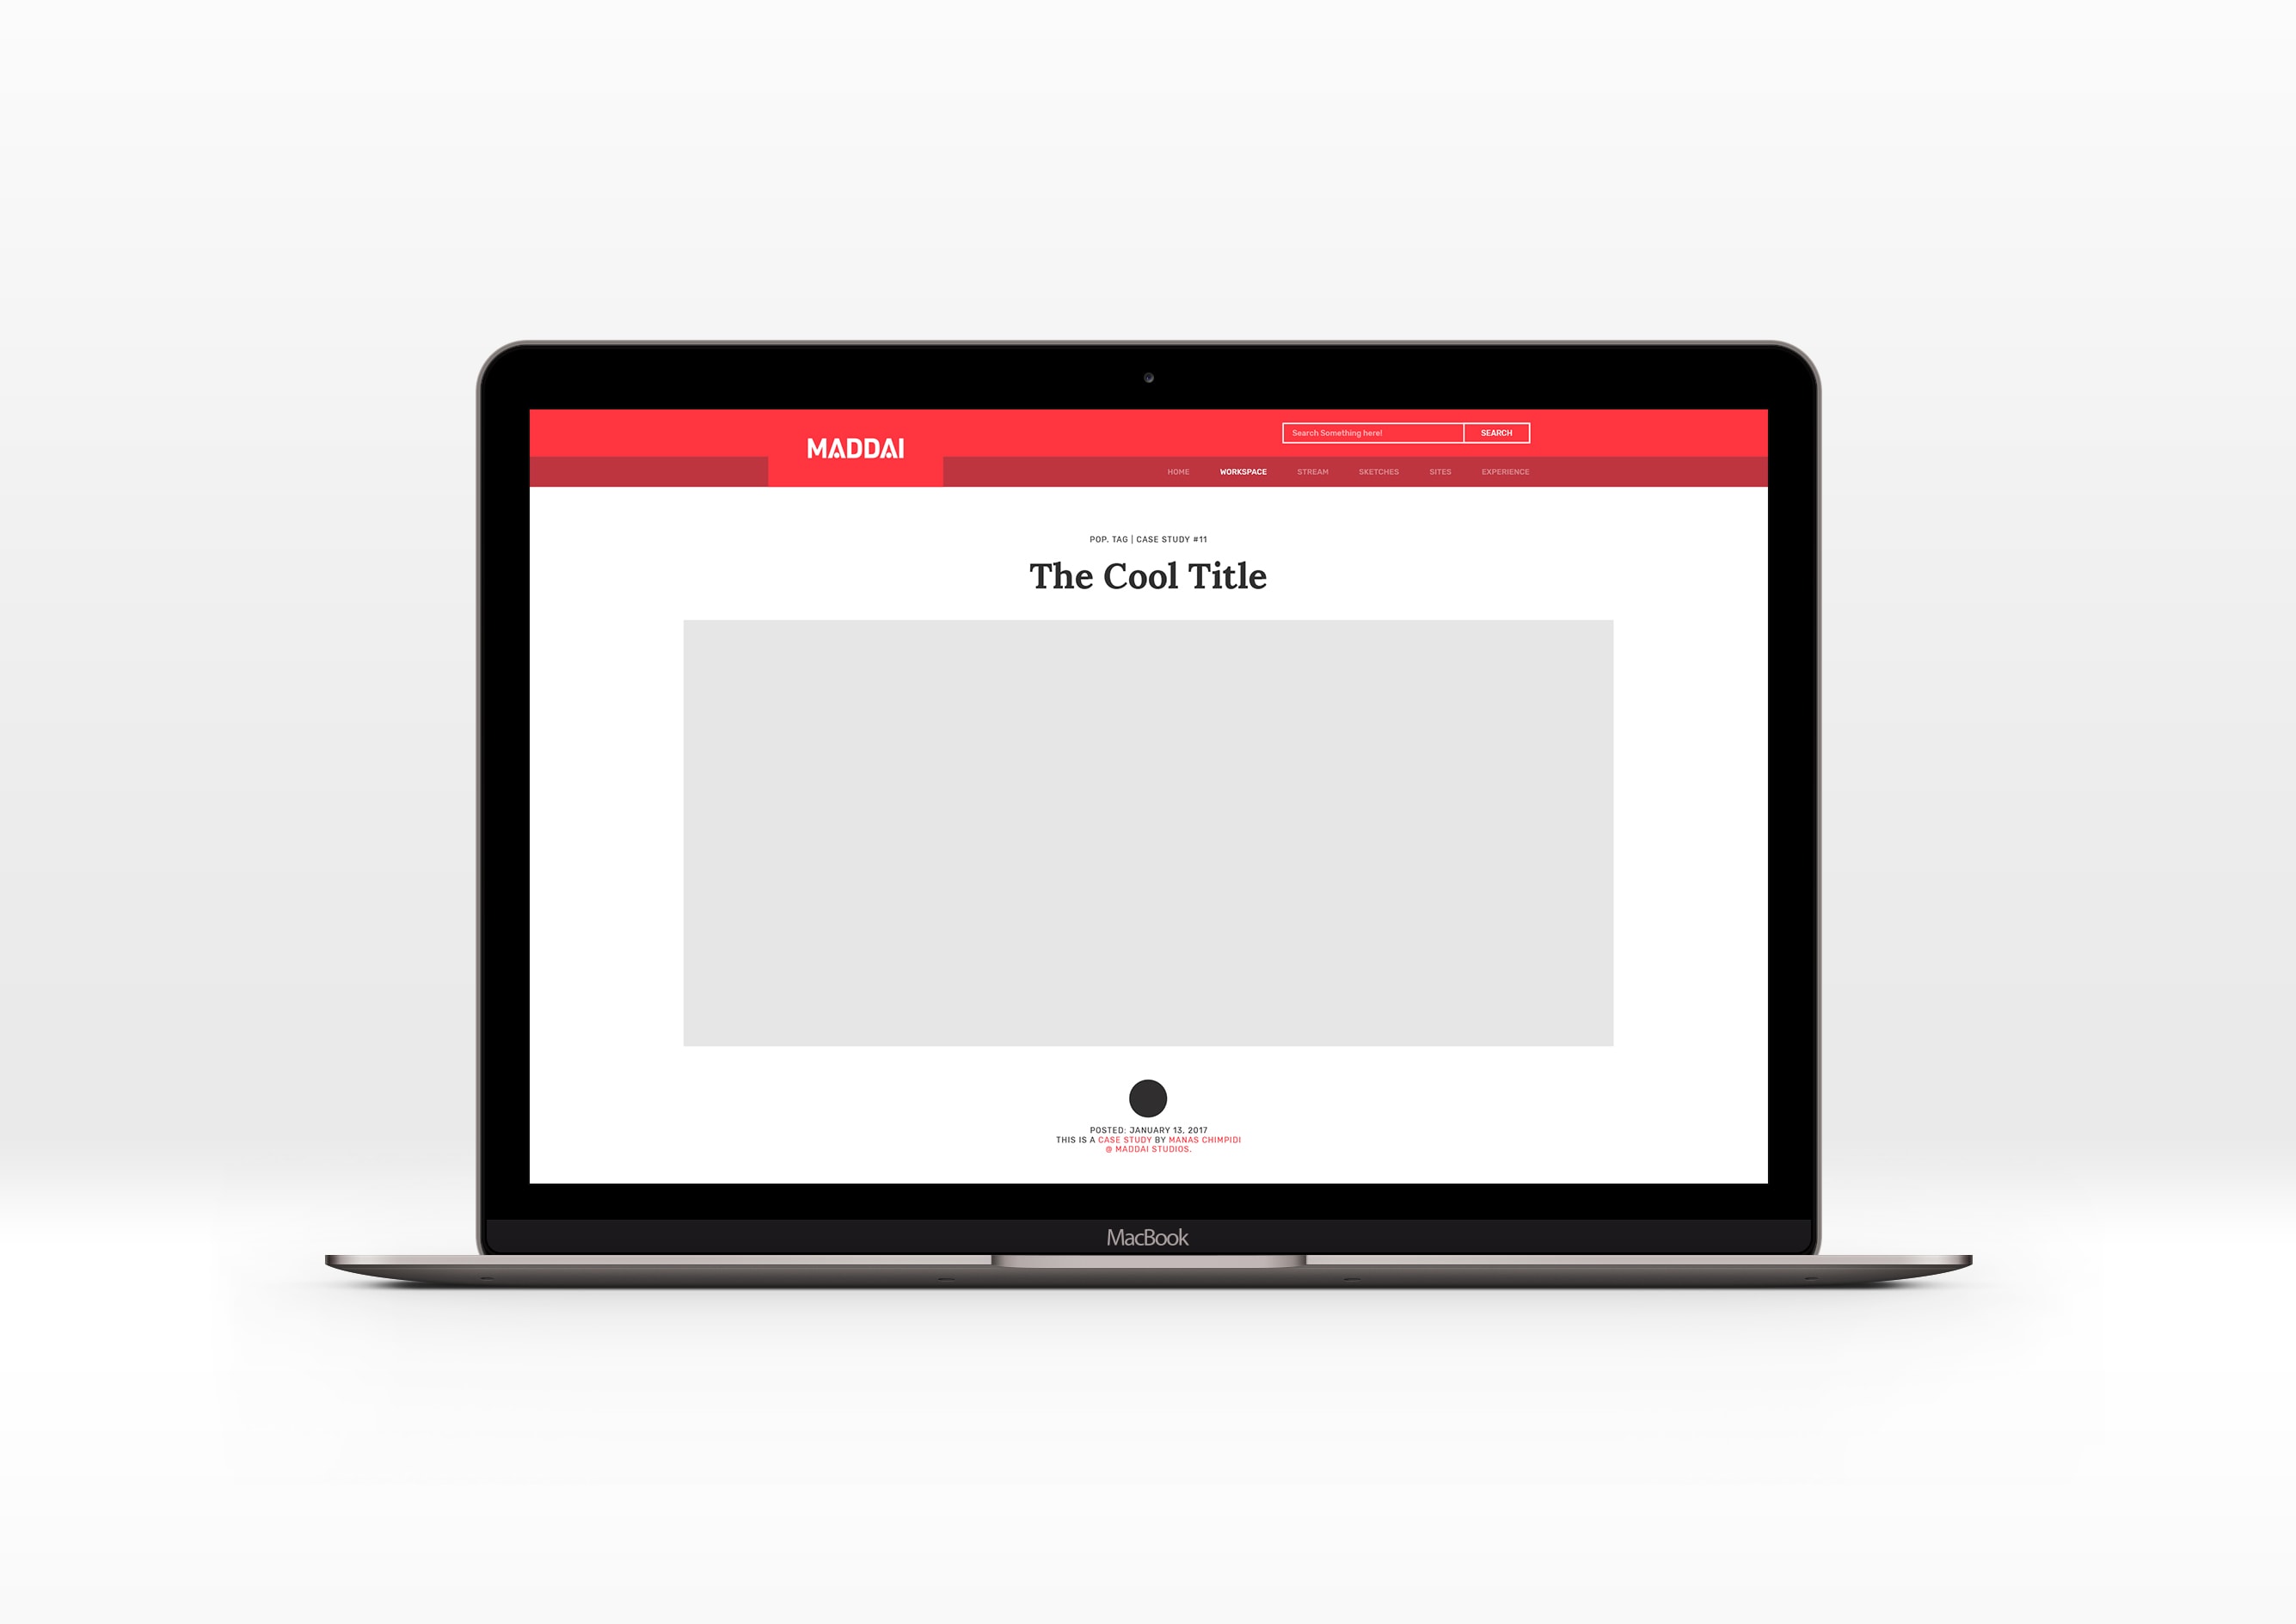 MADDAI
Search Something here!
SEARCH
HOME WORKSPACE STREAM SKETCHES SITES EXPERIENCE
POP. TAG | CASE STUDY #11
The Cool Title
POSTED: JANUARY 13, 2017
THIS IS A CASE STUDY BY MANAS CHIMPIDI
@ MADDAI STUDIOS.
MacBook